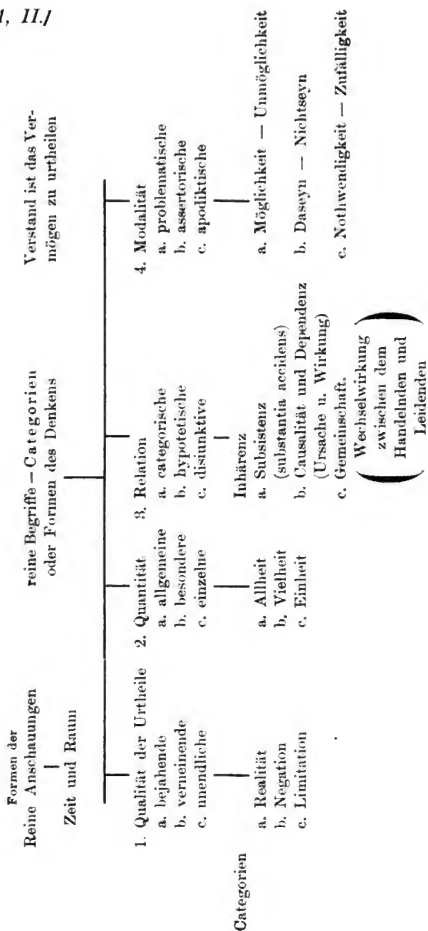 1, II.]
Formen der
Reine Anschauungen
Zeit und Raum
reine Begriffe – Categorien
oder Formen des Denkens
Verstand ist das Ver-
mögen zu urtheilen
1. Qualität der Urtheile
a. bejahende
b. verneinende
c. unendliche
2. Quantität
a. allgemeine
b. besondere
c. einzelne
3. Relation
a. categorische
b. hypotetische
c. disiunktive
4. Modalität
a. problematische
b. assertorische
c. apodiktische
Categorien
a. Realität
b. Negation
c. Limitation
a. Allheit
b. Vielheit
c. Einheit
Inhärenz
a. Subsistenz
(substantia accidens)
b. Causalität und Dependenz
(Ursache u. Wirkung)
c. Gemeinschaft.
(Wechselwirkung
zwischen dem
Handelnden und
Leidenden)
a. Möglichkeit — Unmöglichkeit
b. Daseyn — Nichtseyn
c. Nothwendigkeit — Zufälligkeit